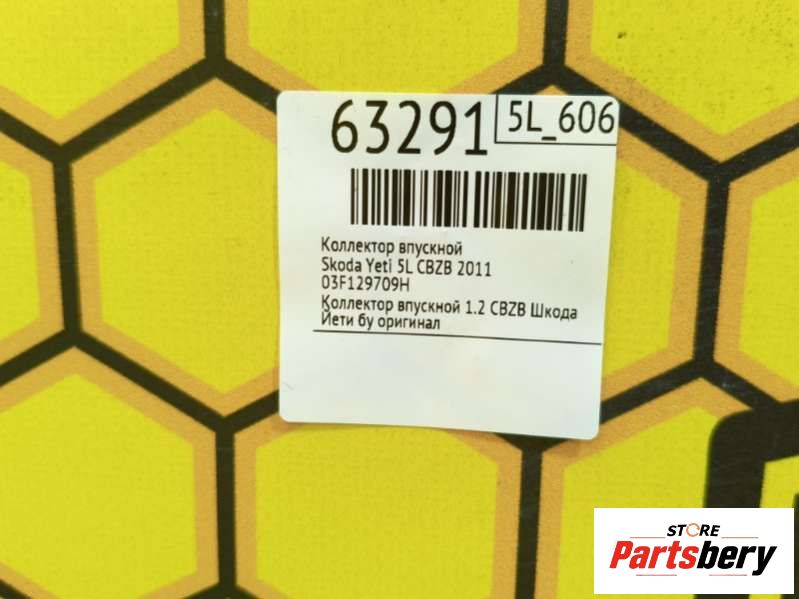 63291
5L_606
Коллектор впускной
Skoda Yeti 5L CBZB 2011
03F129709H
Коллектор впускной 1.2 CBZB Шкода
Йети бу оригинал
STORE
Partsbery